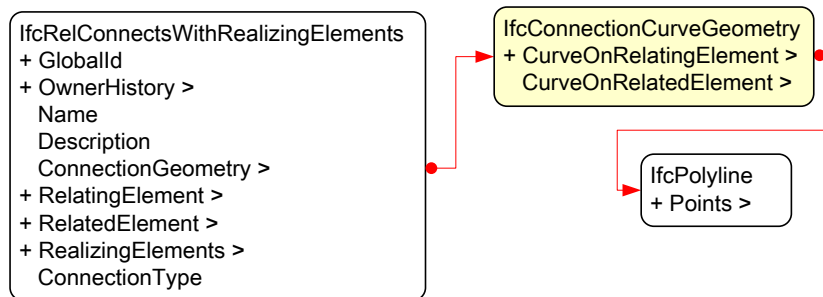 IfcRelConnectsWithRealizingElements
+ GlobalId
+ OwnerHistory >
Name
Description
ConnectionGeometry >
+ RelatingElement >
+ RelatedElement >
+ RealizingElements >
ConnectionType
IfcConnectionCurveGeometry
+ CurveOnRelatingElement >
CurveOnRelatedElement >
IfcPolyline
+ Points >